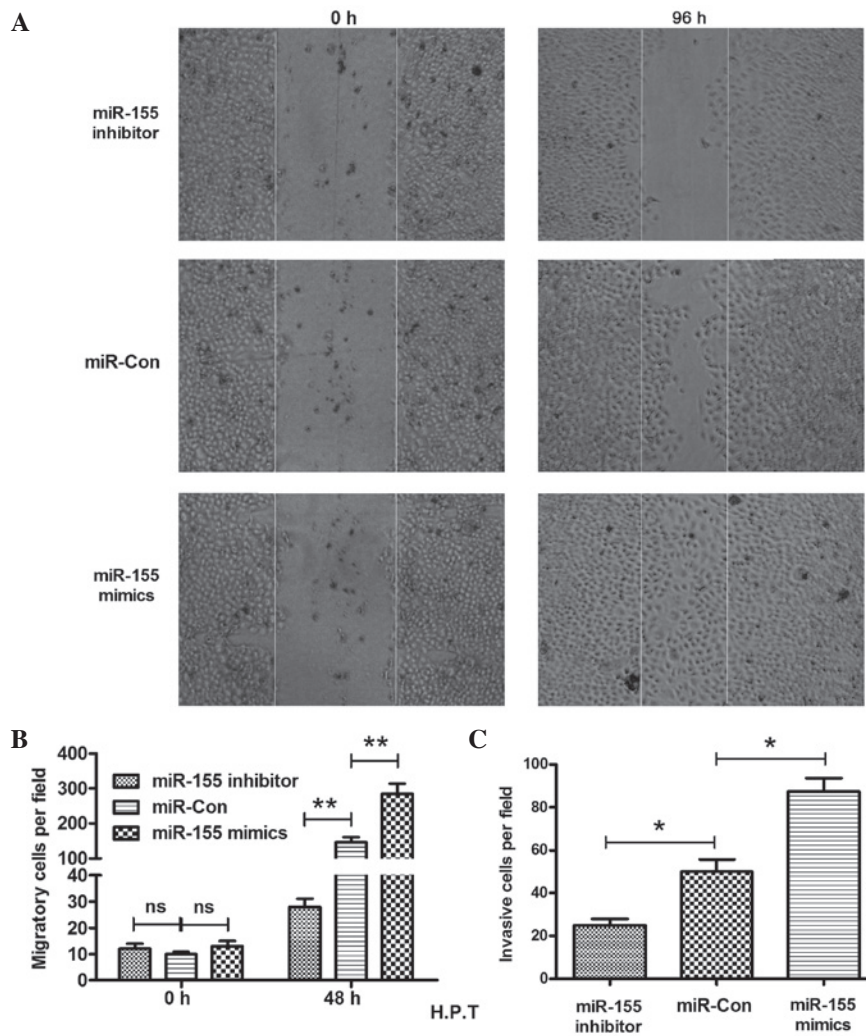 A
0 h
96 h
miR-155
inhibitor
miR-Con
miR-155
mimics
B
Migratory cells per field
400
300
200
100
40
30
20
10
0
miR-155 inhibitor
miR-Con
miR-155 mimics
ns
ns
**
**
0 h
48 h
H.P.T
C
Invasive cells per field
100
80
60
40
20
0
*
*
miR-155
inhibitor
miR-Con
miR-155
mimics